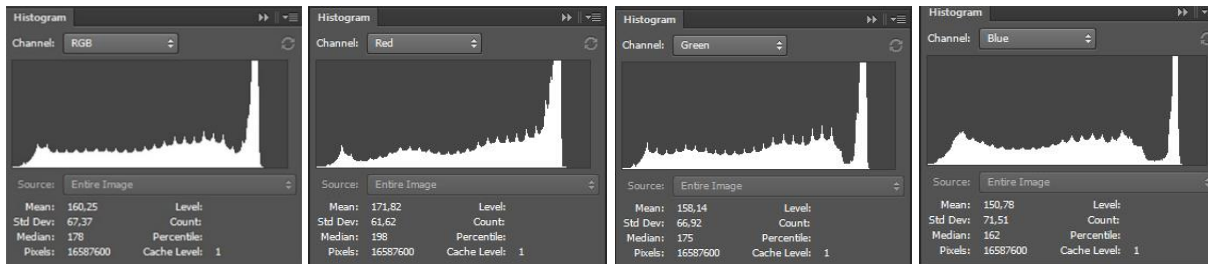 Histogram
Channel: RGB
Source: Entire Image
Mean: 160,25 Level:
Std Dev: 67,37 Count:
Median: 178 Percentile:
Pixels: 16587600 Cache Level: 1
Histogram
Channel: Red
Source: Entire Image
Mean: 171,82 Level:
Std Dev: 61,62 Count:
Median: 198 Percentile:
Pixels: 16587600 Cache Level: 1
Histogram
Channel: Green
Source: Entire Image
Mean: 158,14 Level:
Std Dev: 66,92 Count:
Median: 175 Percentile:
Pixels: 16587600 Cache Level: 1
Histogram
Channel: Blue
Source: Entire Image
Mean: 150,78 Level:
Std Dev: 71,51 Count:
Median: 162 Percentile:
Pixels: 16587600 Cache Level: 1